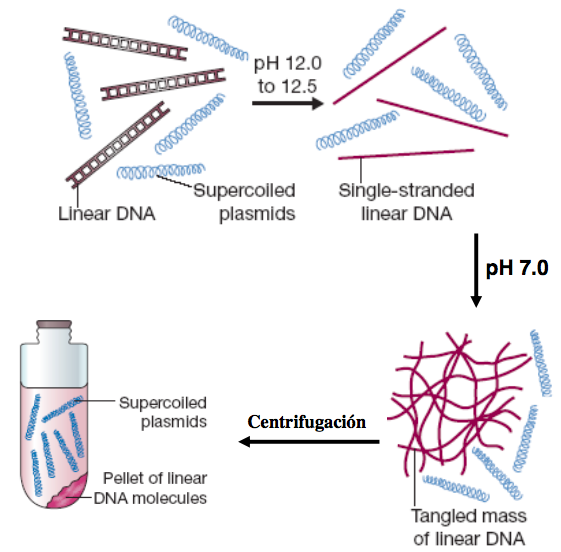 pH 12.0
to 12.5
Linear DNA
Supercoiled
plasmids
Single-stranded
linear DNA
pH 7.0
Supercoiled
plasmids
Centrifugación
Pellet of linear
DNA molecules
Tangled mass
of linear DNA